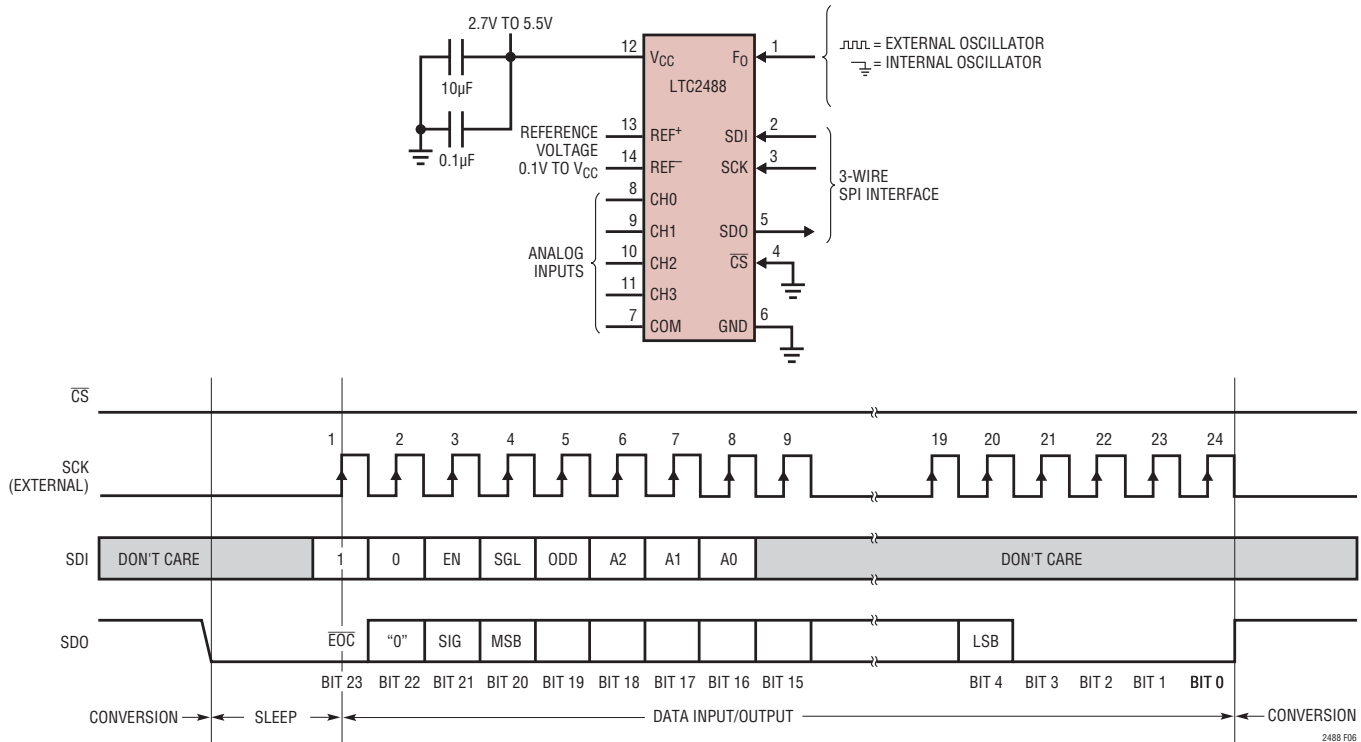 2.7V TO 5.5V
10µF
0.1µF
12
VCC
FO
1
LTC2488
= EXTERNAL OSCILLATOR
= INTERNAL OSCILLATOR
REFERENCE
VOLTAGE
0.1V TO VCC
13
REF+
14
REF–
SDI
2
SCK
3
3-WIRE
SPI INTERFACE
ANALOG
INPUTS
8
CH0
9
CH1
10
CH2
11
CH3
7
COM
SDO
5
CS
4
GND
6
CS
SCK
(EXTERNAL)
1 2 3 4 5 6 7 8 9 19 20 21 22 23 24
SDI DON'T CARE 1 0 EN SGL ODD A2 A1 A0 DON'T CARE
SDO EOC "0" SIG MSB LSB
BIT 23 BIT 22 BIT 21 BIT 20 BIT 19 BIT 18 BIT 17 BIT 16 BIT 15 BIT 4 BIT 3 BIT 2 BIT 1 BIT 0
CONVERSION SLEEP DATA INPUT/OUTPUT CONVERSION
2488 F06